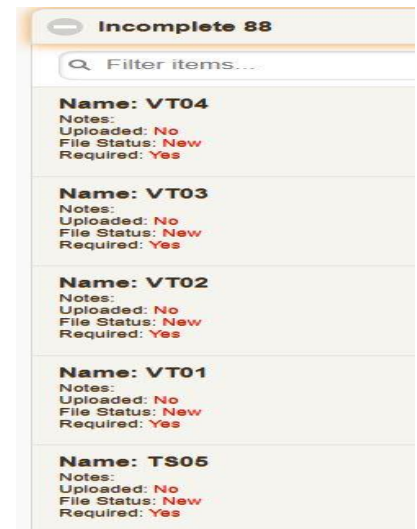 Incomplete 88
Filter items...
Name: VT04
Notes:
Uploaded: No
File Status: New
Required: Yes
Name: VT03
Notes:
Uploaded: No
File Status: New
Required: Yes
Name: VT02
Notes:
Uploaded: No
File Status: New
Required: Yes
Name: VT01
Notes:
Uploaded: No
File Status: New
Required: Yes
Name: TS05
Notes:
Uploaded: No
File Status: New
Required: Yes